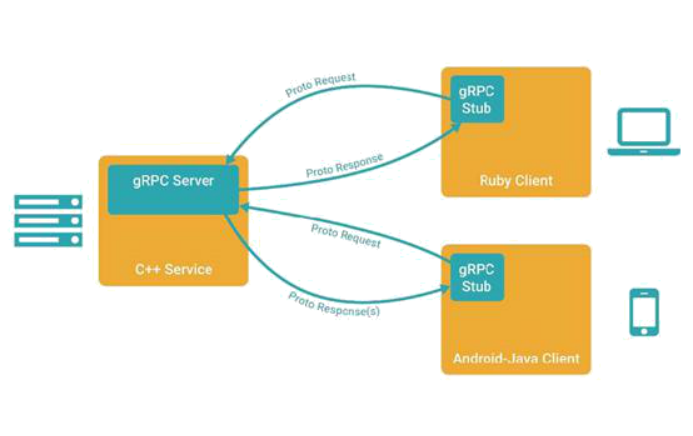 Proto Request
gRPC
Stub
Proto Response
Ruby Client
gRPC Server
C++ Service
Proto Request
gRPC
Stub
Proto Response(s)
Android-Java Client